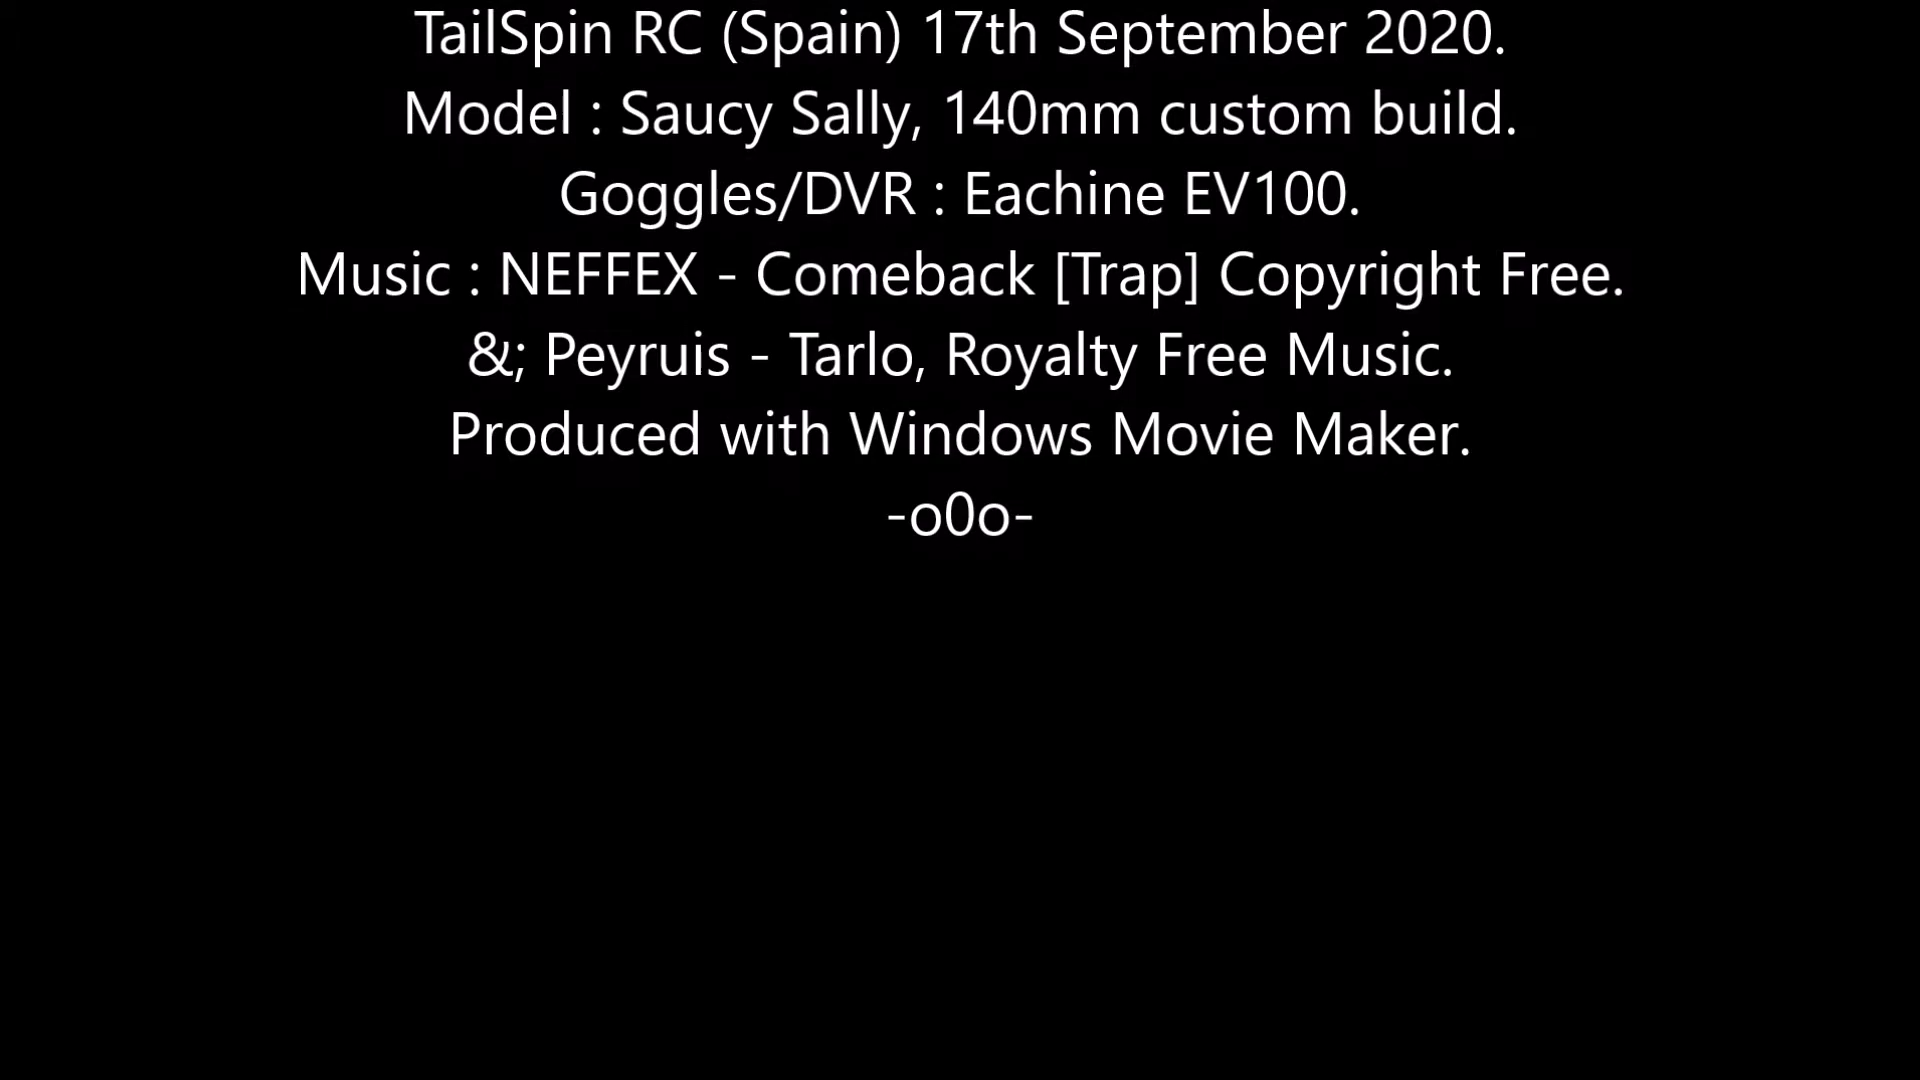 TailSpin RC (Spain) 17th September 2020.
Model : Saucy Sally, 140mm custom build.
Goggles/DVR : Eachine EV100.
Music : NEFFEX - Comeback [Trap] Copyright Free.
&; Peyruis - Tarlo, Royalty Free Music.
Produced with Windows Movie Maker.
-o0o-